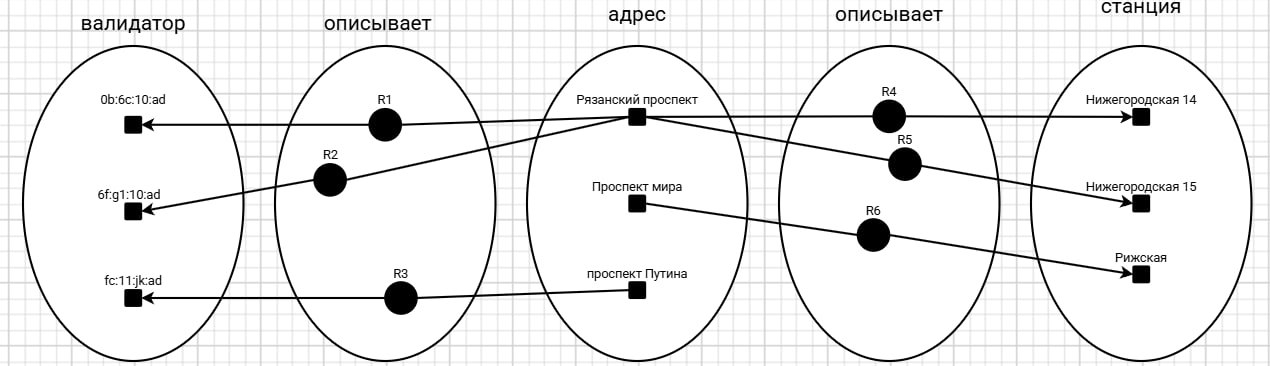 валидатор
описывает
адрес
описывает
станция
0b:6c:10:ad
R1
Рязанский проспект
R4
Нижегородская 14
R5
R2
6f:g1:10:ad
Проспект мира
Нижегородская 15
R6
fc:11:jk:ad
R3
проспект Путина
Рижская